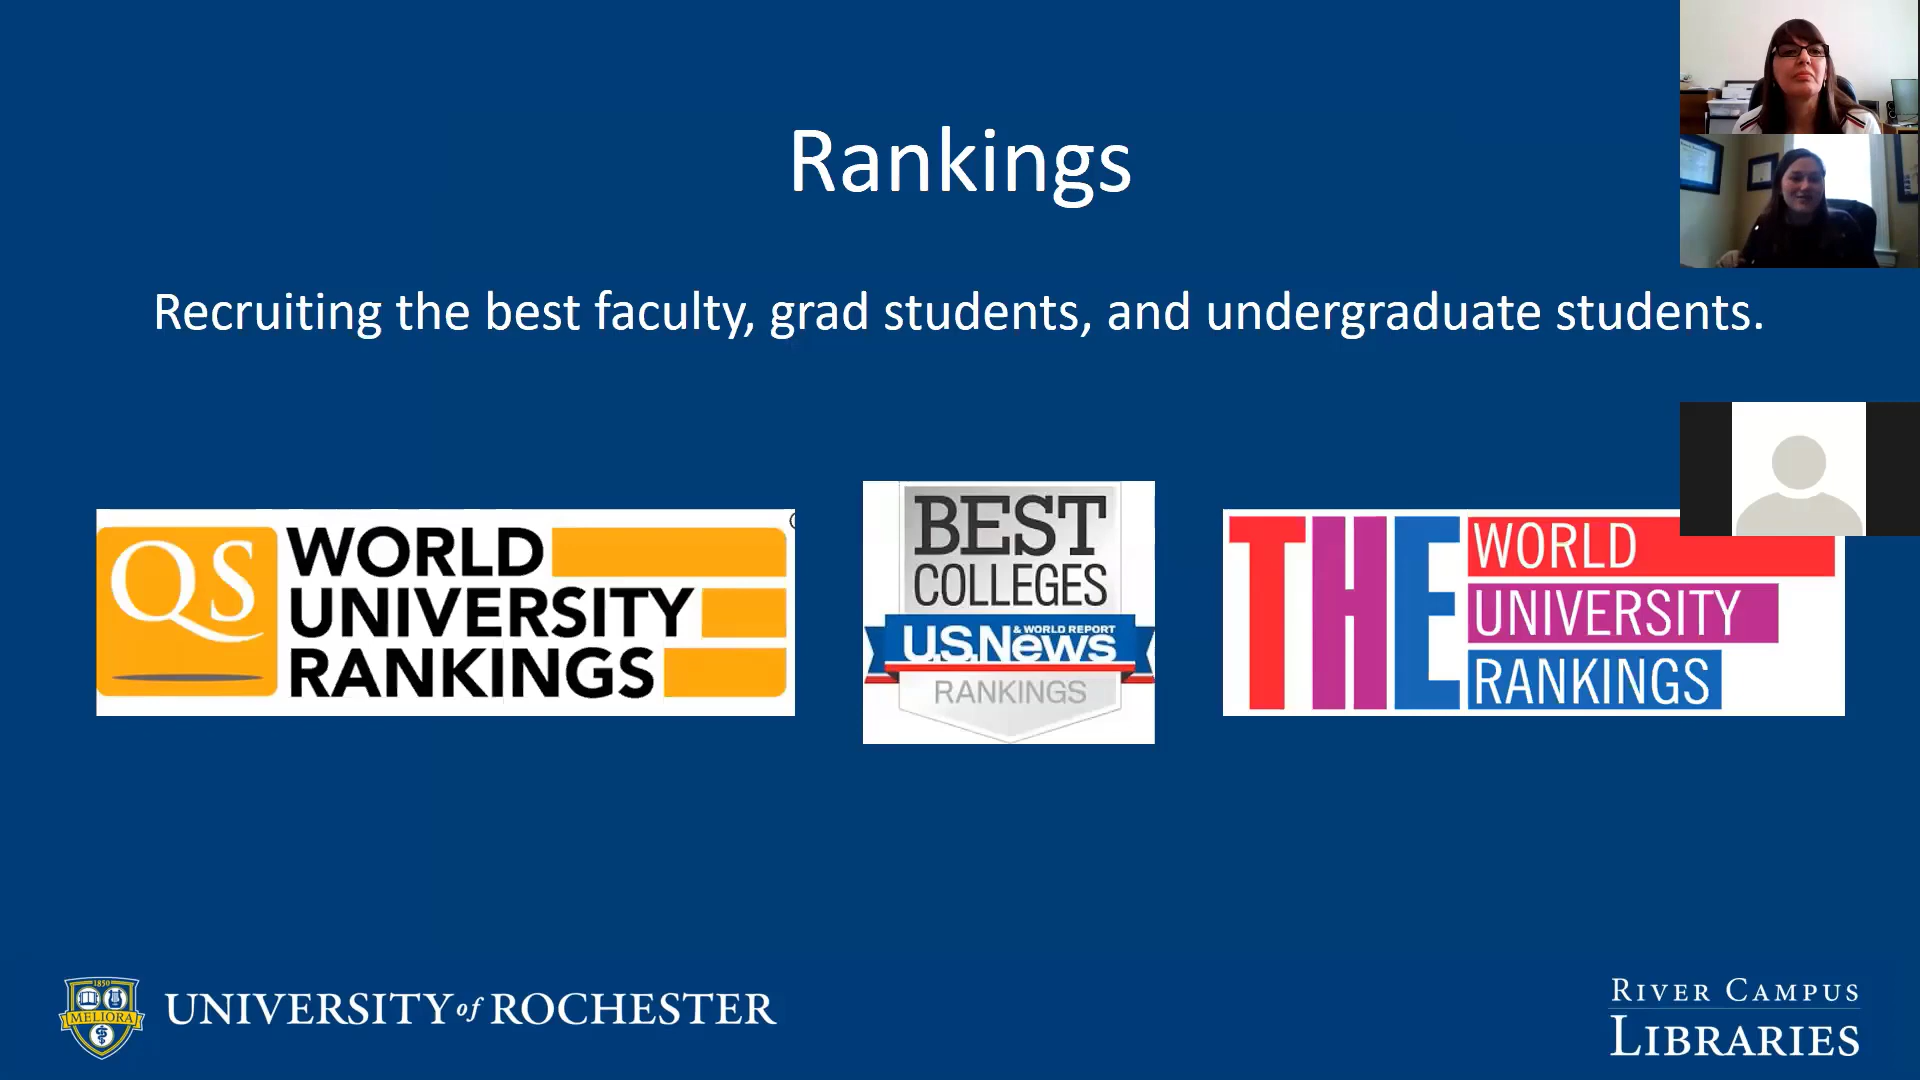 Rankings
Recruiting the best faculty, grad students, and undergraduate students.
QS
WORLD
UNIVERSITY
RANKINGS
BEST
COLLEGES
U.S.News
& WORLD REPORT
RANKINGS
THE
WORLD
UNIVERSITY
RANKINGS
1850
MELIORA
UNIVERSITY of ROCHESTER
RIVER CAMPUS
LIBRARIES